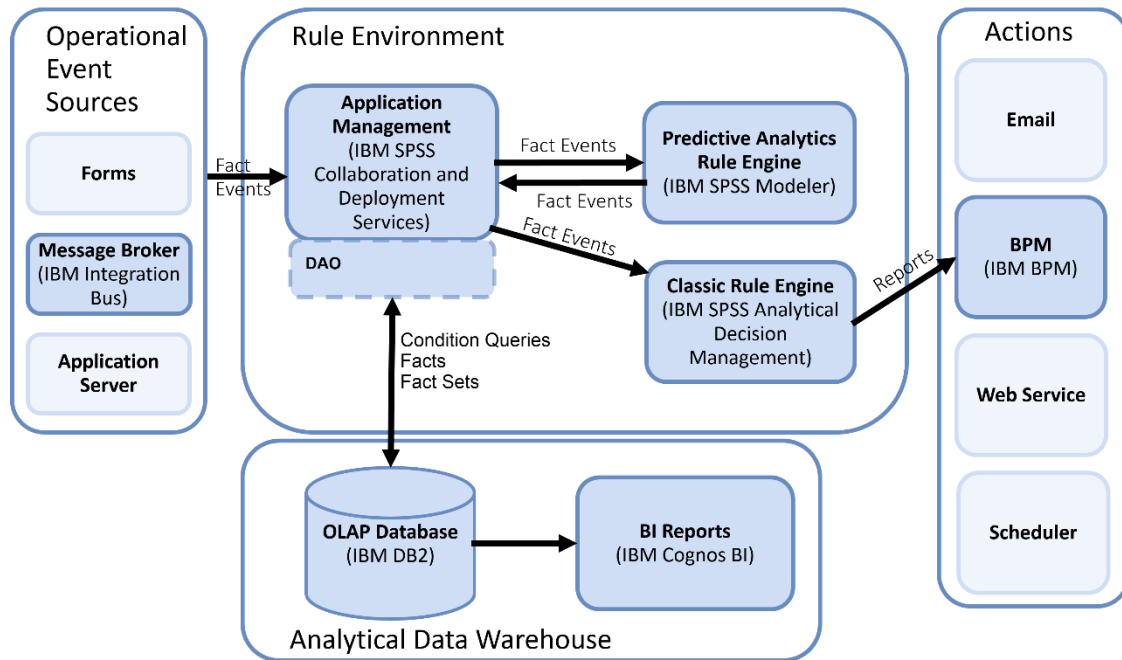 Operational
Event
Sources
Forms
Message Broker
(IBM Integration
Bus)
Application
Server
Fact
Events
Rule Environment
Application
Management
(IBM SPSS
Collaboration and
Deployment
Services)
DAO
Fact Events
Fact Events
Fact Events
Predictive Analytics
Rule Engine
(IBM SPSS Modeler)
Classic Rule Engine
(IBM SPSS Analytical
Decision
Management)
Reports
Condition Queries
Facts
Fact Sets
OLAP Database
(IBM DB2)
BI Reports
(IBM Cognos BI)
Analytical Data Warehouse
Actions
Email
BPM
(IBM BPM)
Web Service
Scheduler